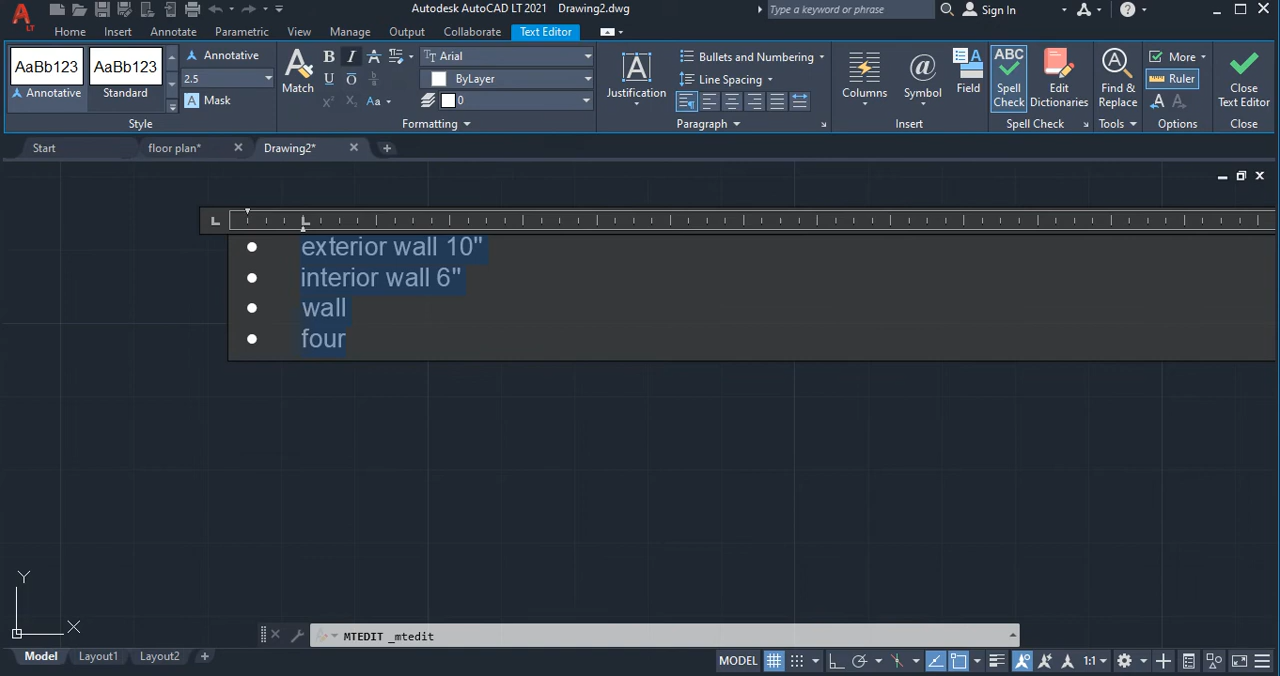 Autodesk AutoCAD LT 2021 Drawing2.dwg
Type a keyword or phrase
Sign In
LT
Home Insert Annotate Parametric View Manage Output Collaborate Text Editor
AaBb123 AaBb123
Annotative Standard
Annotative
2.5
Mask
Style
Match
B I A
U O
Aa
Arial
ByLayer
0
Formatting
A
Justification
Bullets and Numbering
Line Spacing
Paragraph
Columns
@
Symbol
Field
Insert
ABC
Spell
Check
Edit
Dictionaries
Spell Check
A
Find &
Replace
Tools
More
Ruler
Options
Close
Text Editor
Close
Start floor plan* Drawing2*
• exterior wall 10"
• interior wall 6"
• wall
• four
Y
X
MTEDIT _mtedit
Model Layout1 Layout2 +
MODEL 1:1